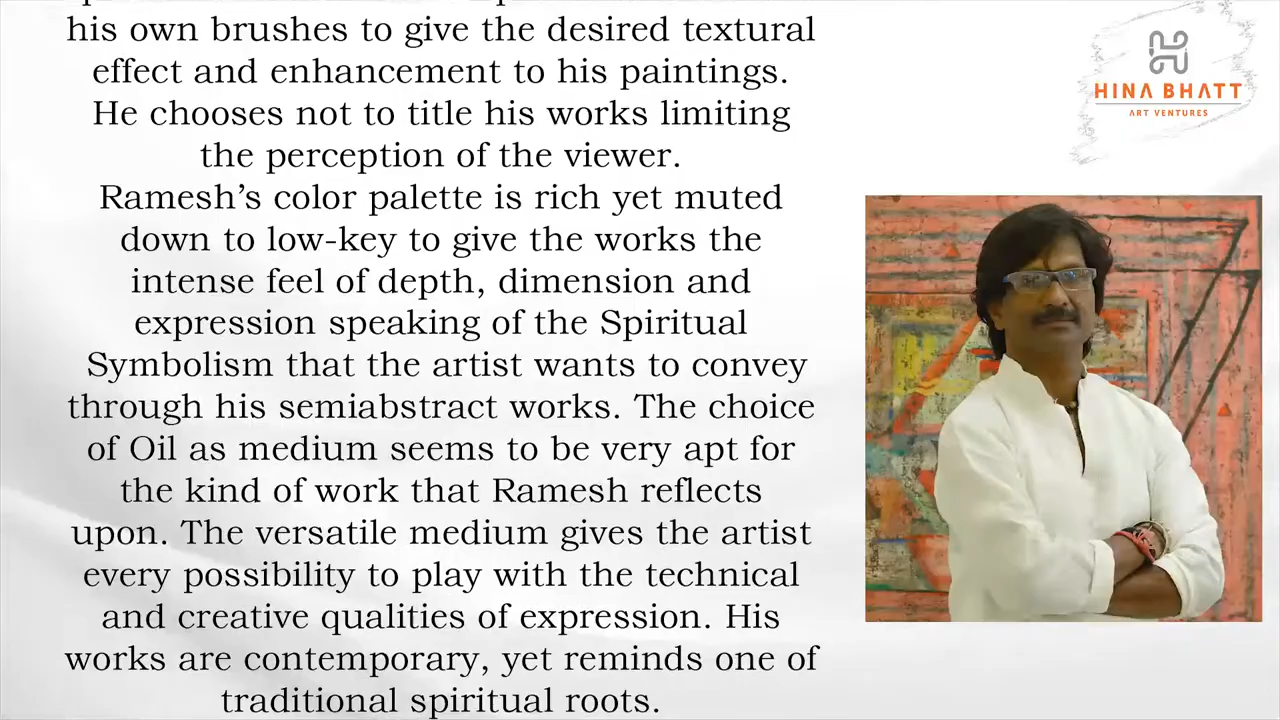 his own brushes to give the desired textural
effect and enhancement to his paintings.
He chooses not to title his works limiting
the perception of the viewer.
Ramesh’s color palette is rich yet muted
down to low-key to give the works the
intense feel of depth, dimension and
expression speaking of the Spiritual
Symbolism that the artist wants to convey
through his semiabstract works. The choice
of Oil as medium seems to be very apt for
the kind of work that Ramesh reflects
upon. The versatile medium gives the artist
every possibility to play with the technical
and creative qualities of expression. His
works are contemporary, yet reminds one of
traditional spiritual roots.
HINA BHATT
ART VENTURES